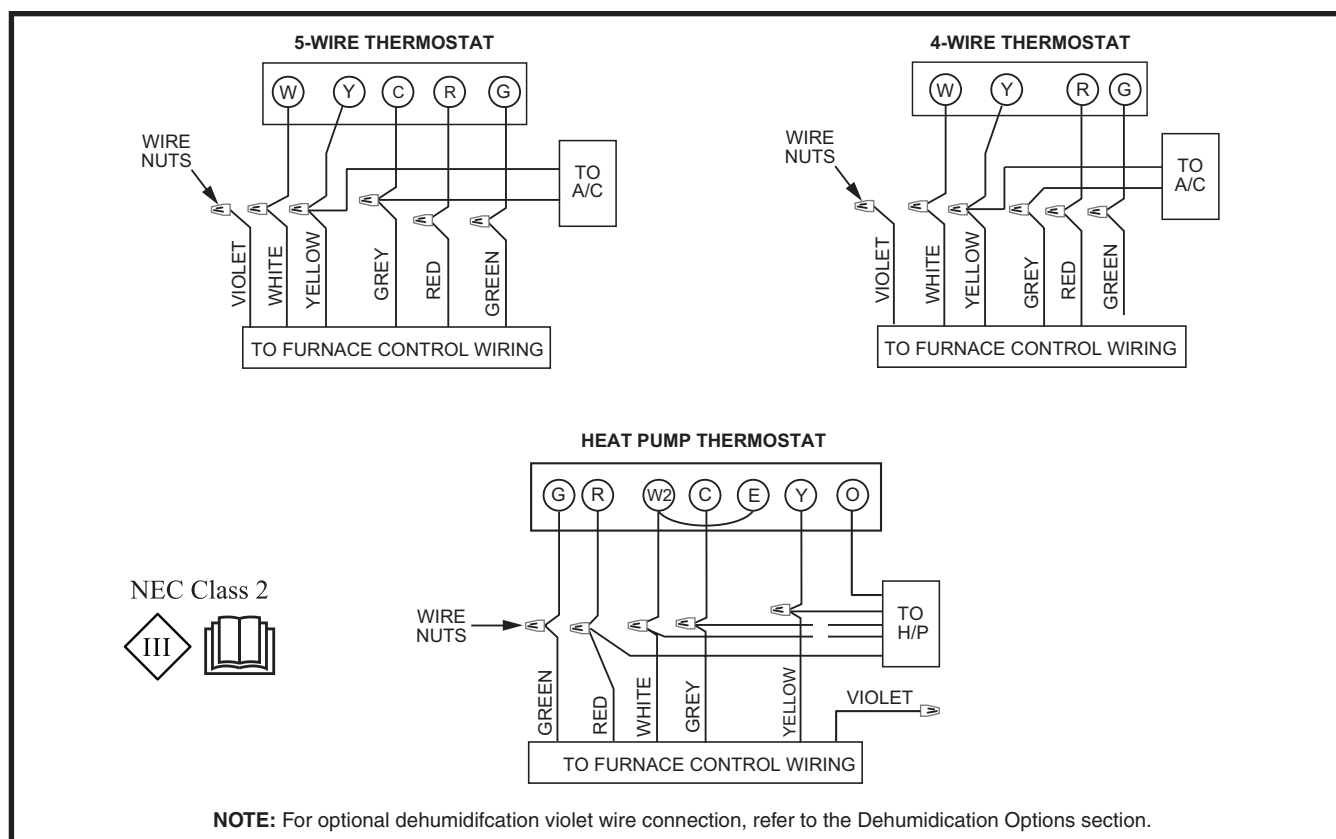 5-WIRE THERMOSTAT
W Y C R G
WIRE
NUTS
TO
A/C
VIOLET
WHITE
YELLOW
GREY
RED
GREEN
TO FURNACE CONTROL WIRING
4-WIRE THERMOSTAT
W Y R G
WIRE
NUTS
TO
A/C
VIOLET
WHITE
YELLOW
GREY
RED
GREEN
TO FURNACE CONTROL WIRING
HEAT PUMP THERMOSTAT
G R W2 C E Y O
NEC Class 2
III
WIRE
NUTS
TO
H/P
GREEN
RED
WHITE
GREY
YELLOW
VIOLET
TO FURNACE CONTROL WIRING
NOTE: For optional dehumidifcation violet wire connection, refer to the Dehumidication Options section.